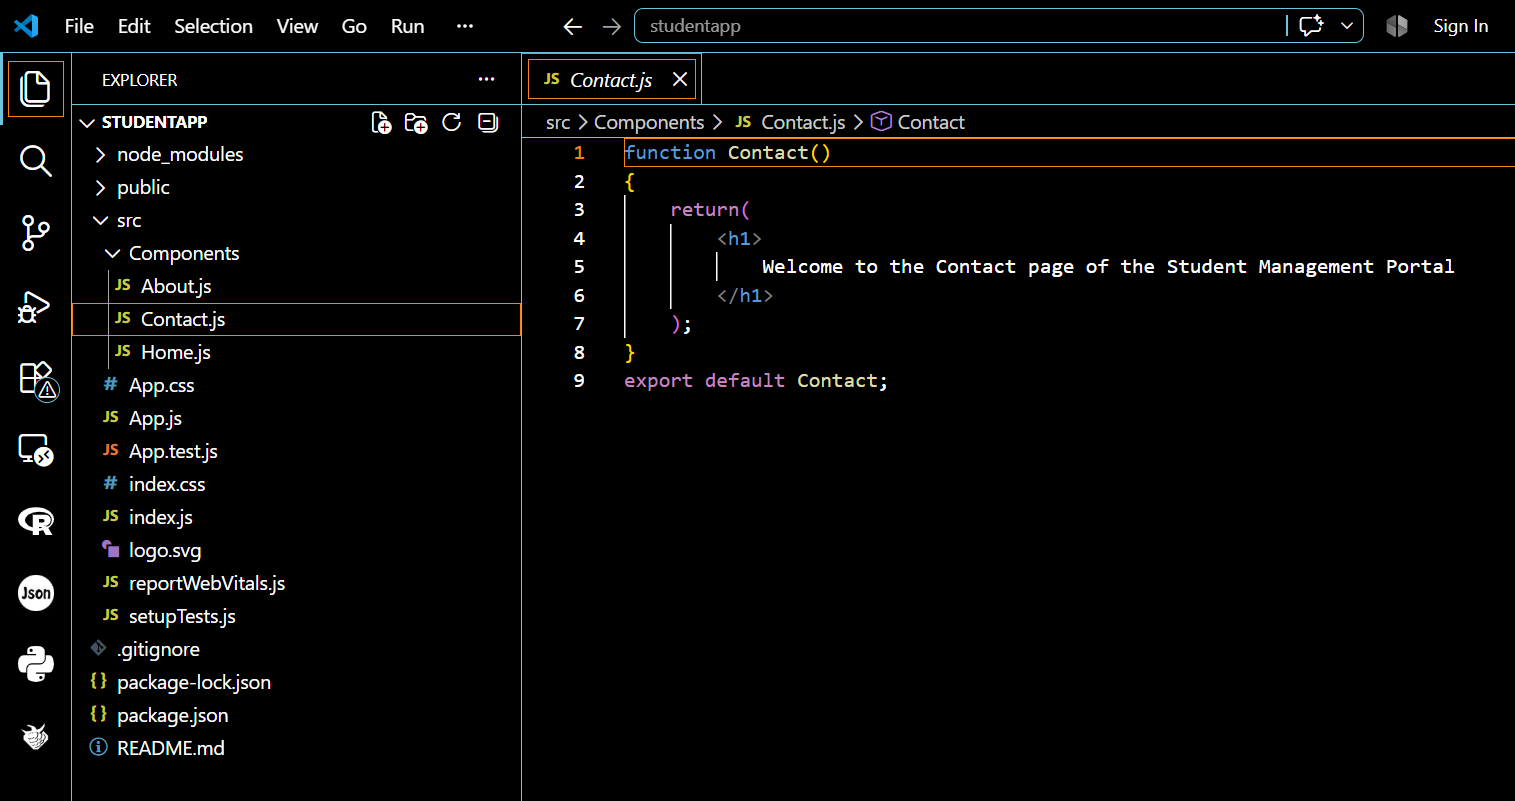 File Edit Selection View Go Run ··· studentapp Sign In
EXPLORER ···
JS Contact.js
STUDENTAPP
src > Components > JS Contact.js > Contact
node_modules
public
src
Components
JS About.js
JS Contact.js
JS Home.js
# App.css
JS App.js
JS App.test.js
# index.css
JS index.js
logo.svg
JS reportWebVitals.js
JS setupTests.js
.gitignore
{} package-lock.json
{} package.json
README.md
Json
R
1 function Contact()
2 {
3 return(
4 <h1>
5 Welcome to the Contact page of the Student Management Portal
6 </h1>
7 );
8 }
9 export default Contact;